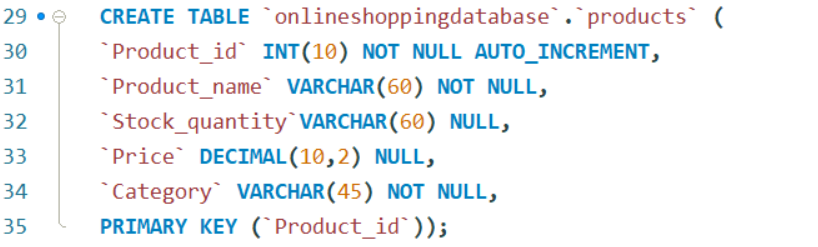 29 CREATE TABLE `onlineshoppingdatabase`.`products` (
30 `Product_id` INT(10) NOT NULL AUTO_INCREMENT,
31 `Product_name` VARCHAR(60) NOT NULL,
32 `Stock_quantity`VARCHAR(60) NULL,
33 `Price` DECIMAL(10,2) NULL,
34 `Category` VARCHAR(45) NOT NULL,
35 PRIMARY KEY (`Product_id`));